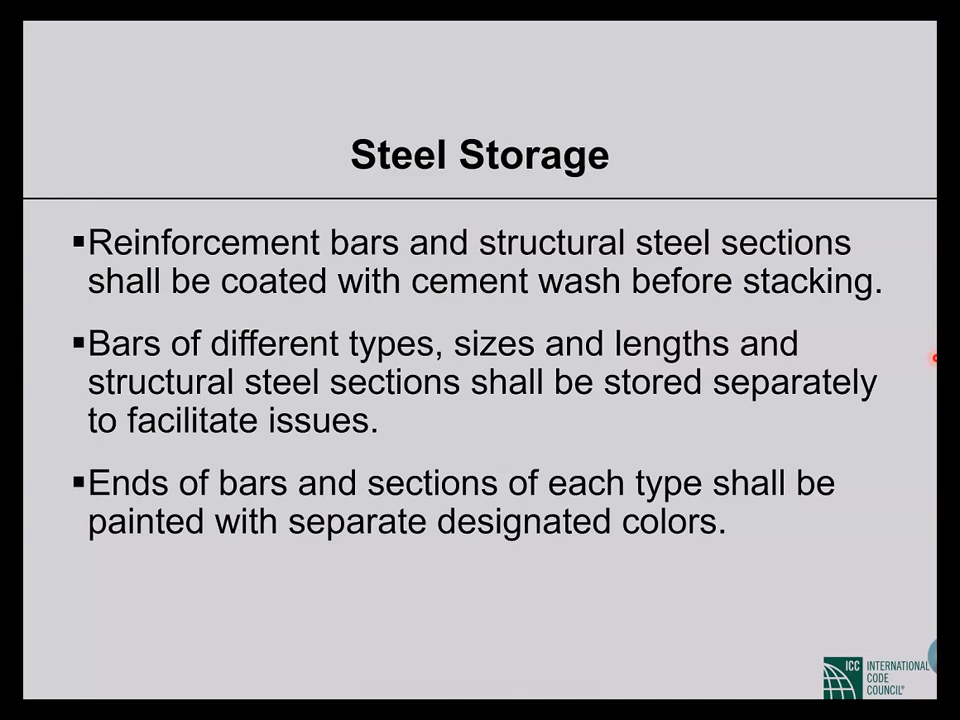 Steel Storage
▪Reinforcement bars and structural steel sections
shall be coated with cement wash before stacking.
▪Bars of different types, sizes and lengths and
structural steel sections shall be stored separately
to facilitate issues.
▪Ends of bars and sections of each type shall be
painted with separate designated colors.
ICC
INTERNATIONAL
CODE
COUNCIL®